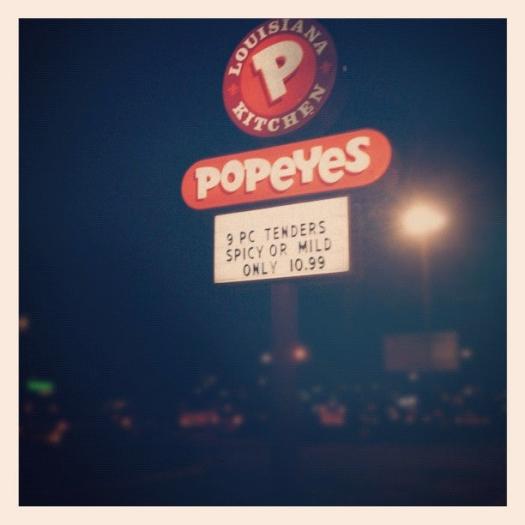 LOUISIANA
P
KITCHEN
POPEYES
9 PC TENDERS
SPICY OR MILD
ONLY 10.99